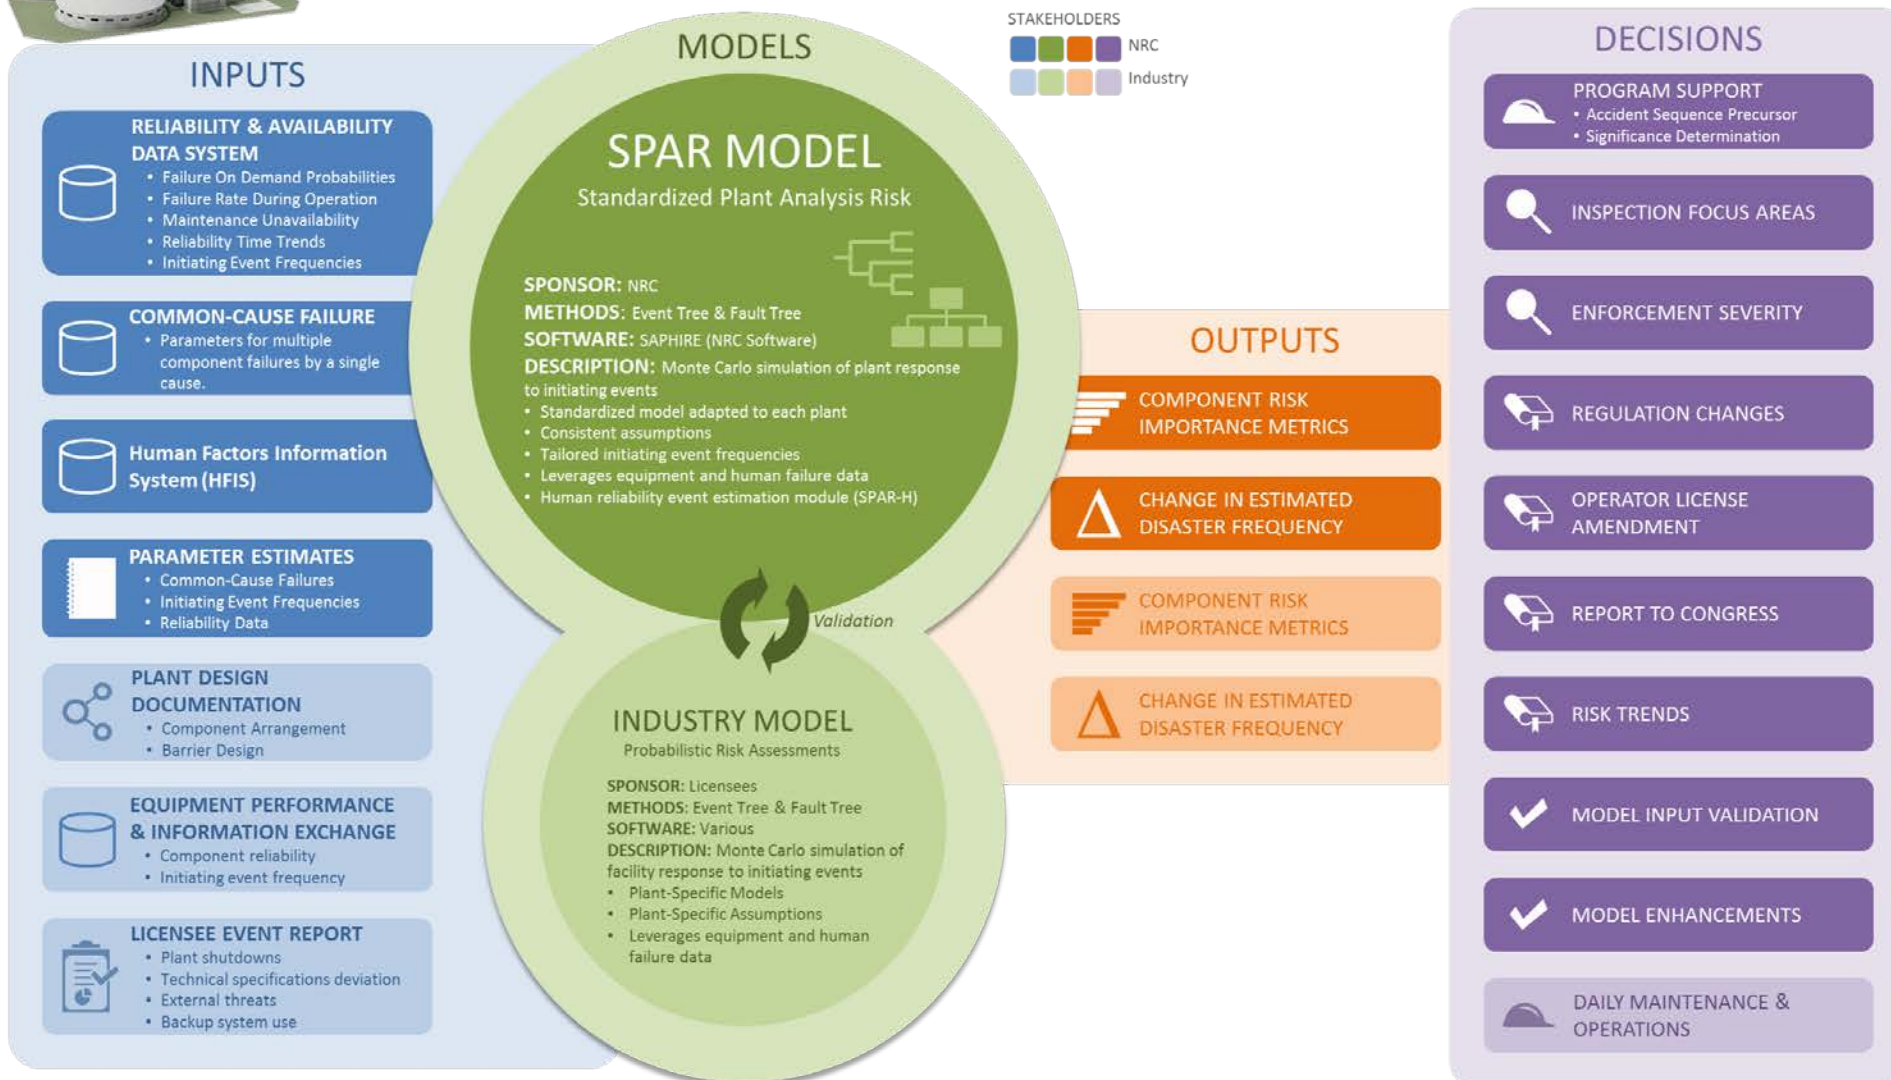 INPUTS
RELIABILITY & AVAILABILITY
DATA SYSTEM
• Failure On Demand Probabilities
• Failure Rate During Operation
• Maintenance Unavailability
• Reliability Time Trends
• Initiating Event Frequencies
COMMON-CAUSE FAILURE
• Parameters for multiple
component failures by a single
cause.
Human Factors Information
System (HFIS)
PARAMETER ESTIMATES
• Common-Cause Failures
• Initiating Event Frequencies
• Reliability Data
PLANT DESIGN
DOCUMENTATION
• Component Arrangement
• Barrier Design
EQUIPMENT PERFORMANCE
& INFORMATION EXCHANGE
• Component reliability
• Initiating event frequency
LICENSEE EVENT REPORT
• Plant shutdowns
• Technical specifications deviation
• External threats
• Backup system use
MODELS
SPAR MODEL
Standardized Plant Analysis Risk
SPONSOR: NRC
METHODS: Event Tree & Fault Tree
SOFTWARE: SAPHIRE (NRC Software)
DESCRIPTION: Monte Carlo simulation of plant response
to initiating events
• Standardized model adapted to each plant
• Consistent assumptions
• Tailored initiating event frequencies
• Leverages equipment and human failure data
• Human reliability event estimation module (SPAR-H)
Validation
INDUSTRY MODEL
Probabilistic Risk Assessments
SPONSOR: Licensees
METHODS: Event Tree & Fault Tree
SOFTWARE: Various
DESCRIPTION: Monte Carlo simulation of
facility response to initiating events
• Plant-Specific Models
• Plant-Specific Assumptions
• Leverages equipment and human
failure data
STAKEHOLDERS
NRC
Industry
OUTPUTS
COMPONENT RISK
IMPORTANCE METRICS
CHANGE IN ESTIMATED
DISASTER FREQUENCY
COMPONENT RISK
IMPORTANCE METRICS
CHANGE IN ESTIMATED
DISASTER FREQUENCY
DECISIONS
PROGRAM SUPPORT
• Accident Sequence Precursor
• Significance Determination
INSPECTION FOCUS AREAS
ENFORCEMENT SEVERITY
REGULATION CHANGES
OPERATOR LICENSE
AMENDMENT
REPORT TO CONGRESS
RISK TRENDS
MODEL INPUT VALIDATION
MODEL ENHANCEMENTS
DAILY MAINTENANCE &
OPERATIONS